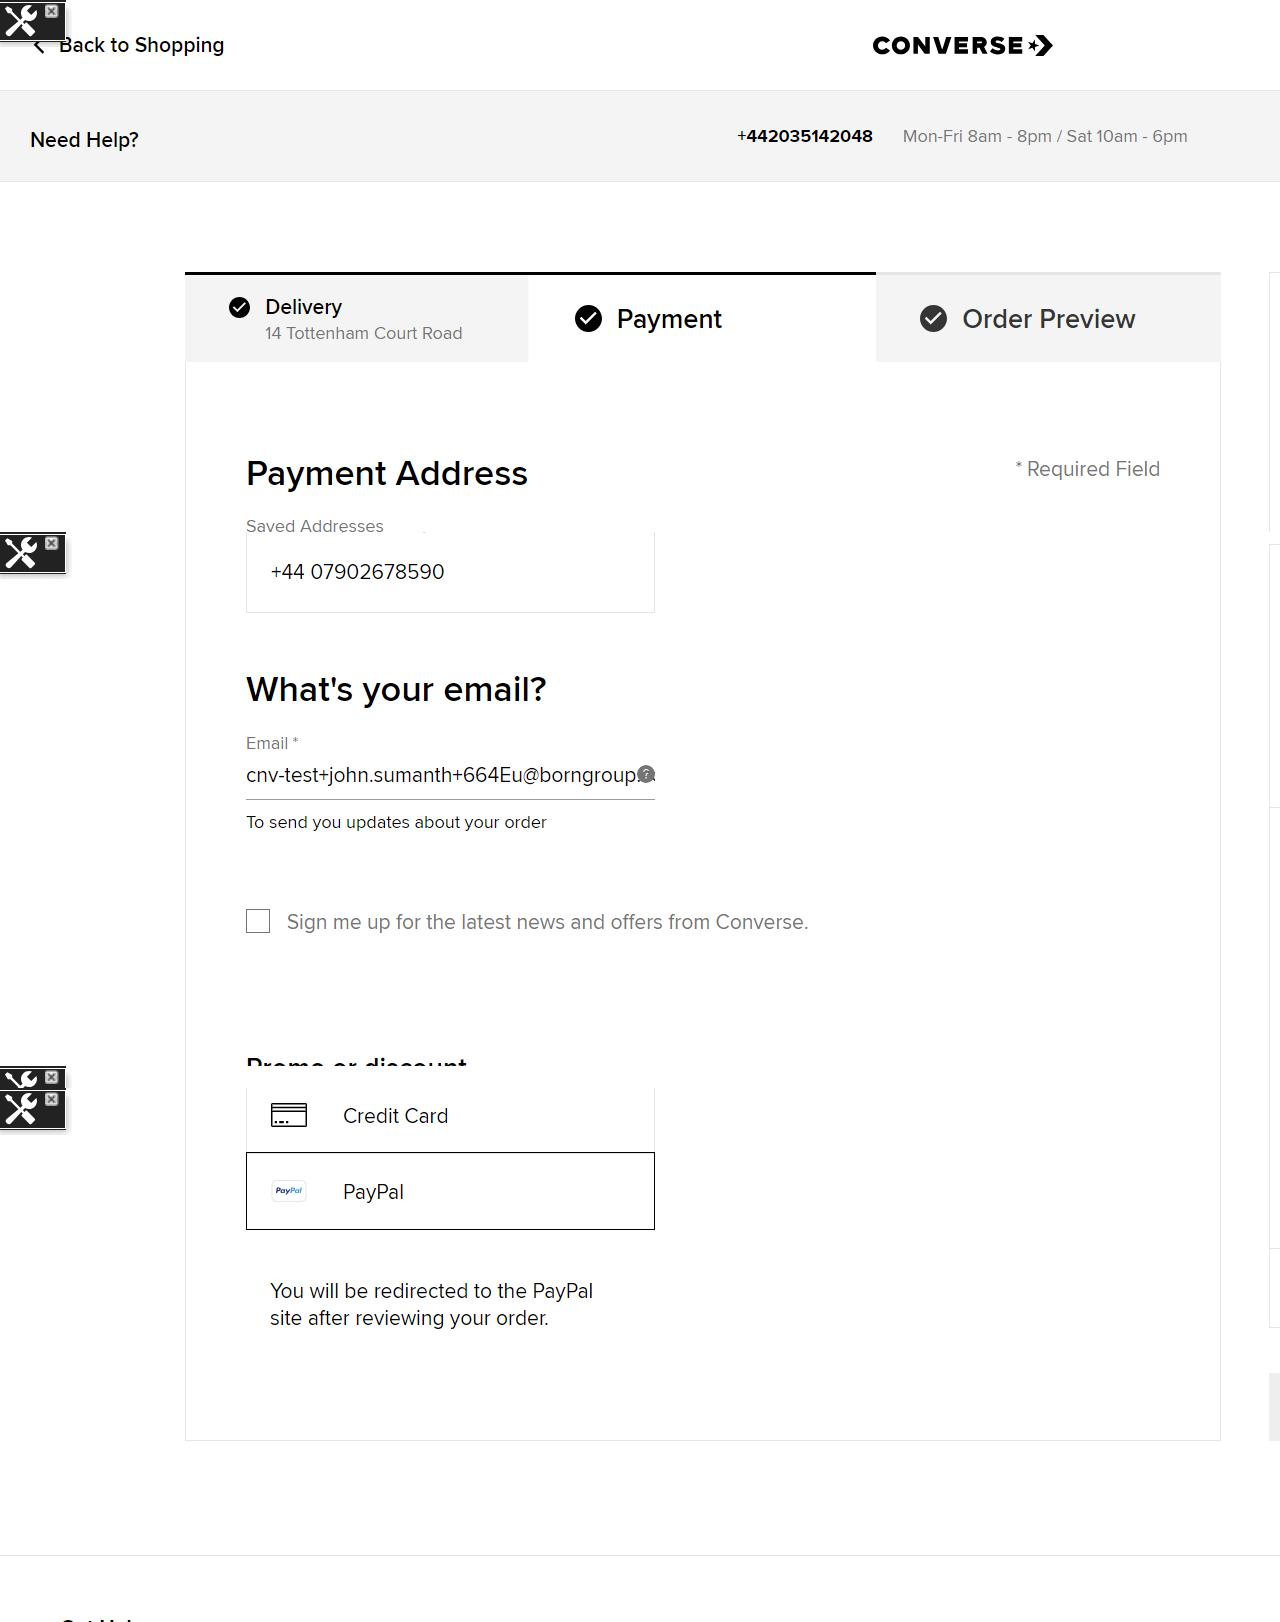 Back to Shopping
CONVERSE
Need Help?
+442035142048 Mon-Fri 8am - 8pm / Sat 10am - 6pm
Delivery
14 Tottenham Court Road
Payment
Order Preview
Payment Address
* Required Field
Saved Addresses
+44 07902678590
What's your email?
Email *
cnv-test+john.sumanth+664Eu@borngroup.
To send you updates about your order
Sign me up for the latest news and offers from Converse.
Promo or discount
Credit Card
PayPal PayPal
You will be redirected to the PayPal
site after reviewing your order.